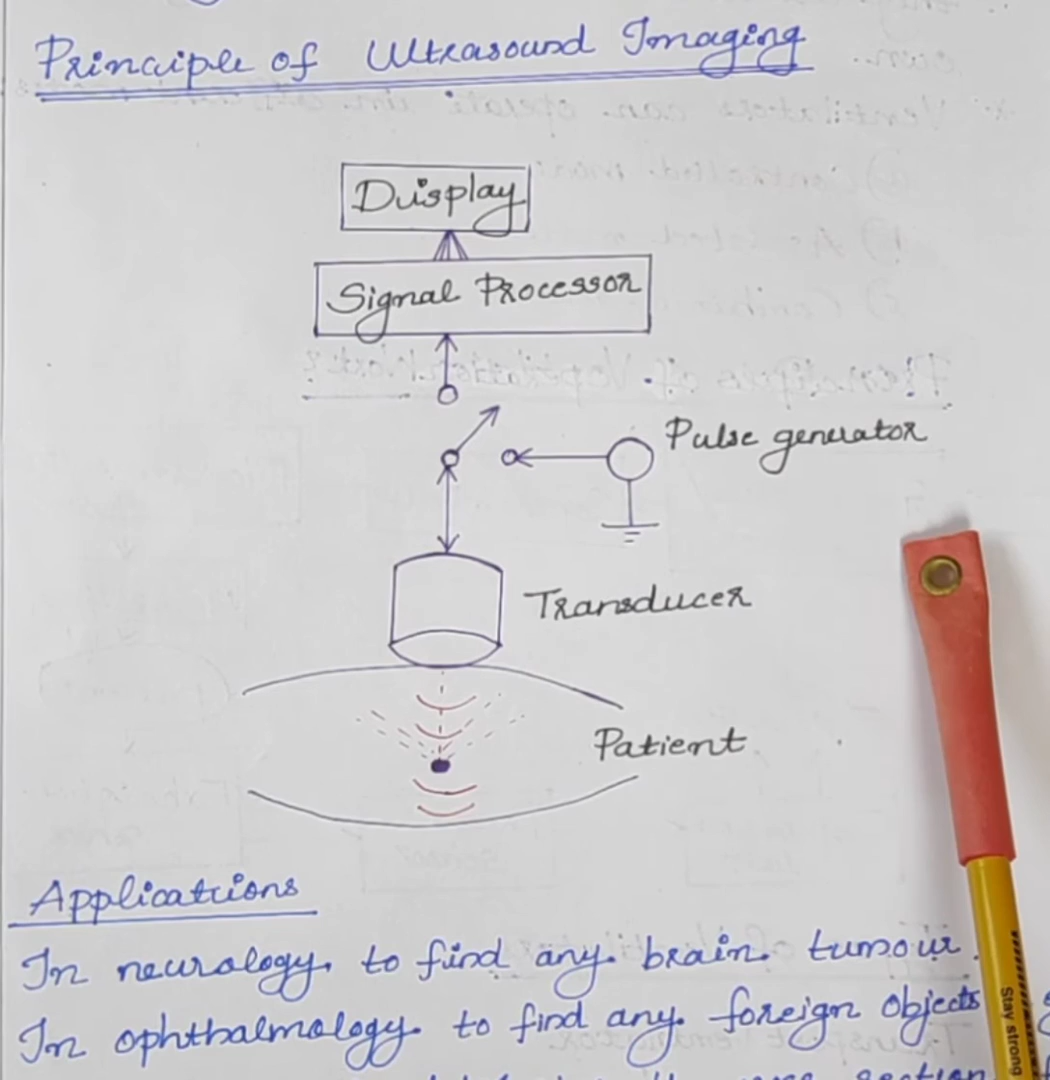 Principle of Ultrasound Imaging
Display
Signal Processor
Pulse generator
Transducer
Patient
Applications
In neurology. to find any. brain. tumour.
In ophthalmology. to find any. foreign objects
section
Stay strong